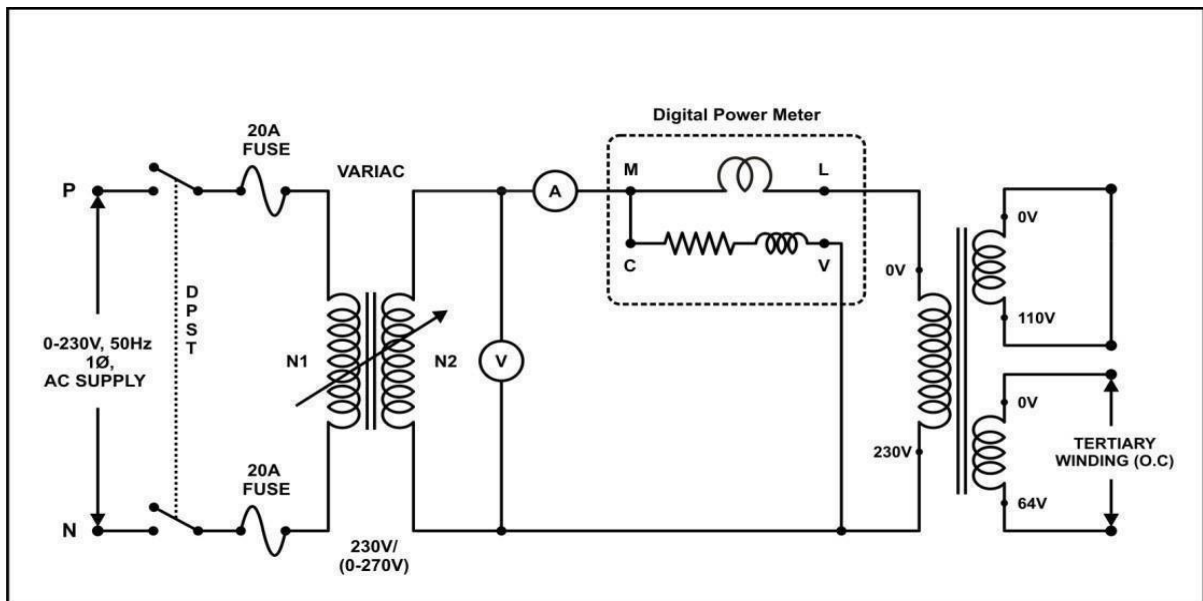 Digital Power Meter
20A
FUSE
VARIAC
P
A
M
L
0V
C
V
0V
D
P
S
T
110V
0-230V, 50Hz
1Ø,
AC SUPPLY
N1
N2
V
0V
230V
TERTIARY
WINDING (O.C)
20A
FUSE
64V
N
230V/
(0-270V)